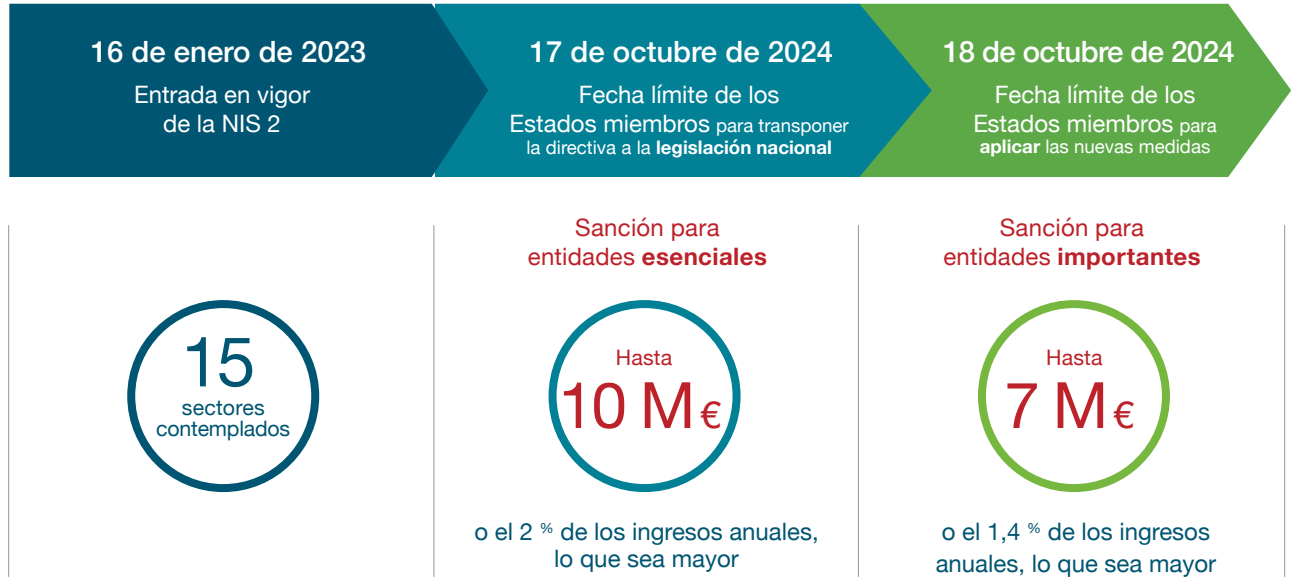 16 de enero de 2023
Entrada en vigor
de la NIS 2
17 de octubre de 2024
Fecha límite de los
Estados miembros para transponer
la directiva a la legislación nacional
18 de octubre de 2024
Fecha límite de los
Estados miembros para
aplicar las nuevas medidas
15
sectores
contemplados
Sanción para
entidades esenciales
Hasta
10 M €
o el 2 % de los ingresos anuales,
lo que sea mayor
Sanción para
entidades importantes
Hasta
7 M €
o el 1,4 % de los ingresos
anuales, lo que sea mayor